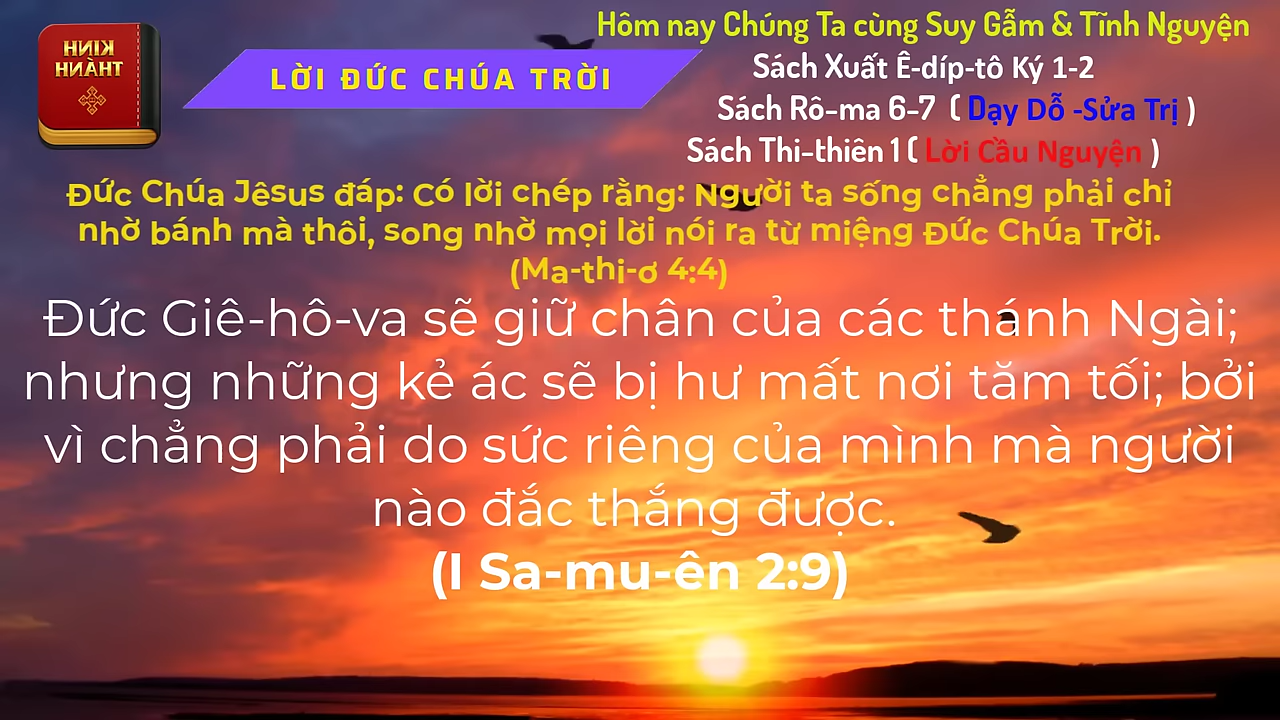 KINH
THÀNH
LỜI ĐỨC CHÚA TRỜI
Hôm nay Chúng Ta cùng Suy Gẫm & Tĩnh Nguyện
Sách Xuất Ê-díp-tô Ký 1-2
Sách Rô-ma 6-7 ( Dạy Dỗ -Sửa Trị )
Sách Thi-thiên 1 ( Lời Cầu Nguyện )
Đức Chúa Jêsus đáp: Có lời chép rằng: Người ta sống chẳng phải chỉ
nhờ bánh mà thôi, song nhờ mọi lời nói ra từ miệng Đức Chúa Trời.
(Ma-thi-ơ 4:4)
Đức Giê-hô-va sẽ giữ chân của các thánh Ngài;
nhưng những kẻ ác sẽ bị hư mất nơi tăm tối; bởi
vì chẳng phải do sức riêng của mình mà người
nào đắc thắng được.
(I Sa-mu-ên 2:9)